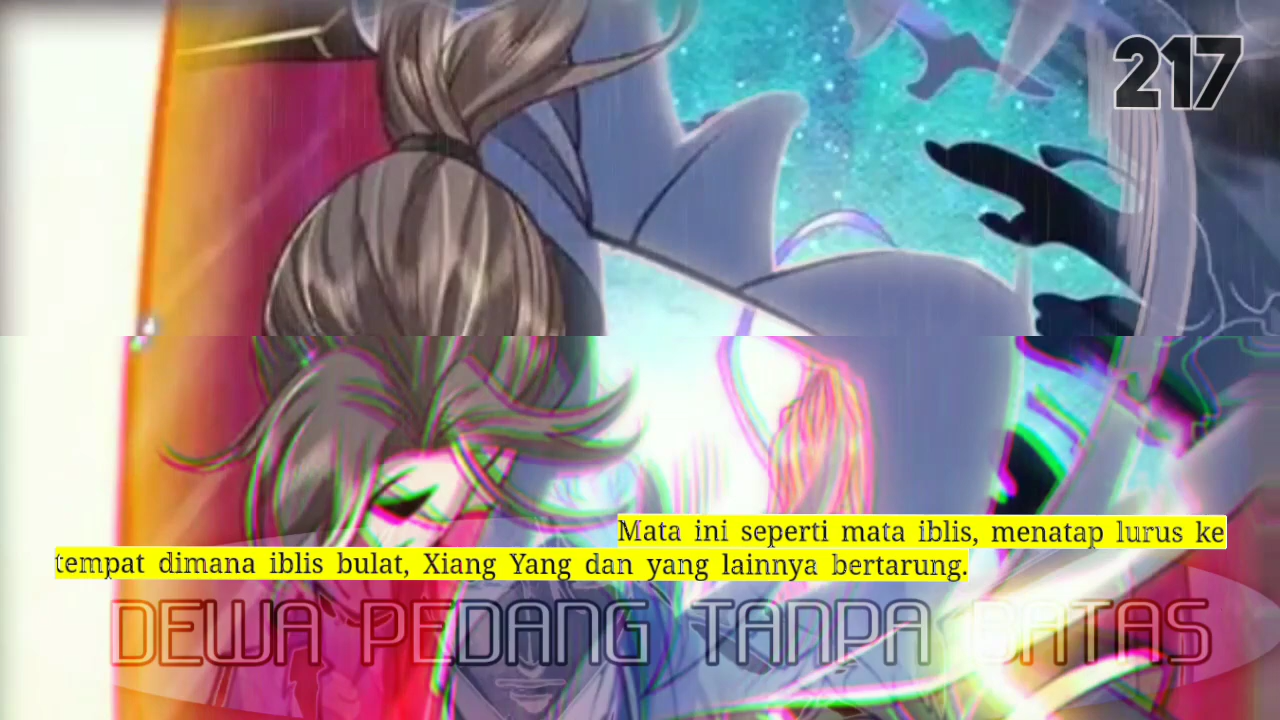 217
Mata ini seperti mata iblis, menatap lurus ke
tempat dimana iblis bulat, Xiang Yang dan yang lainnya bertarung.
DEWA PEDANG TANPA BATAS